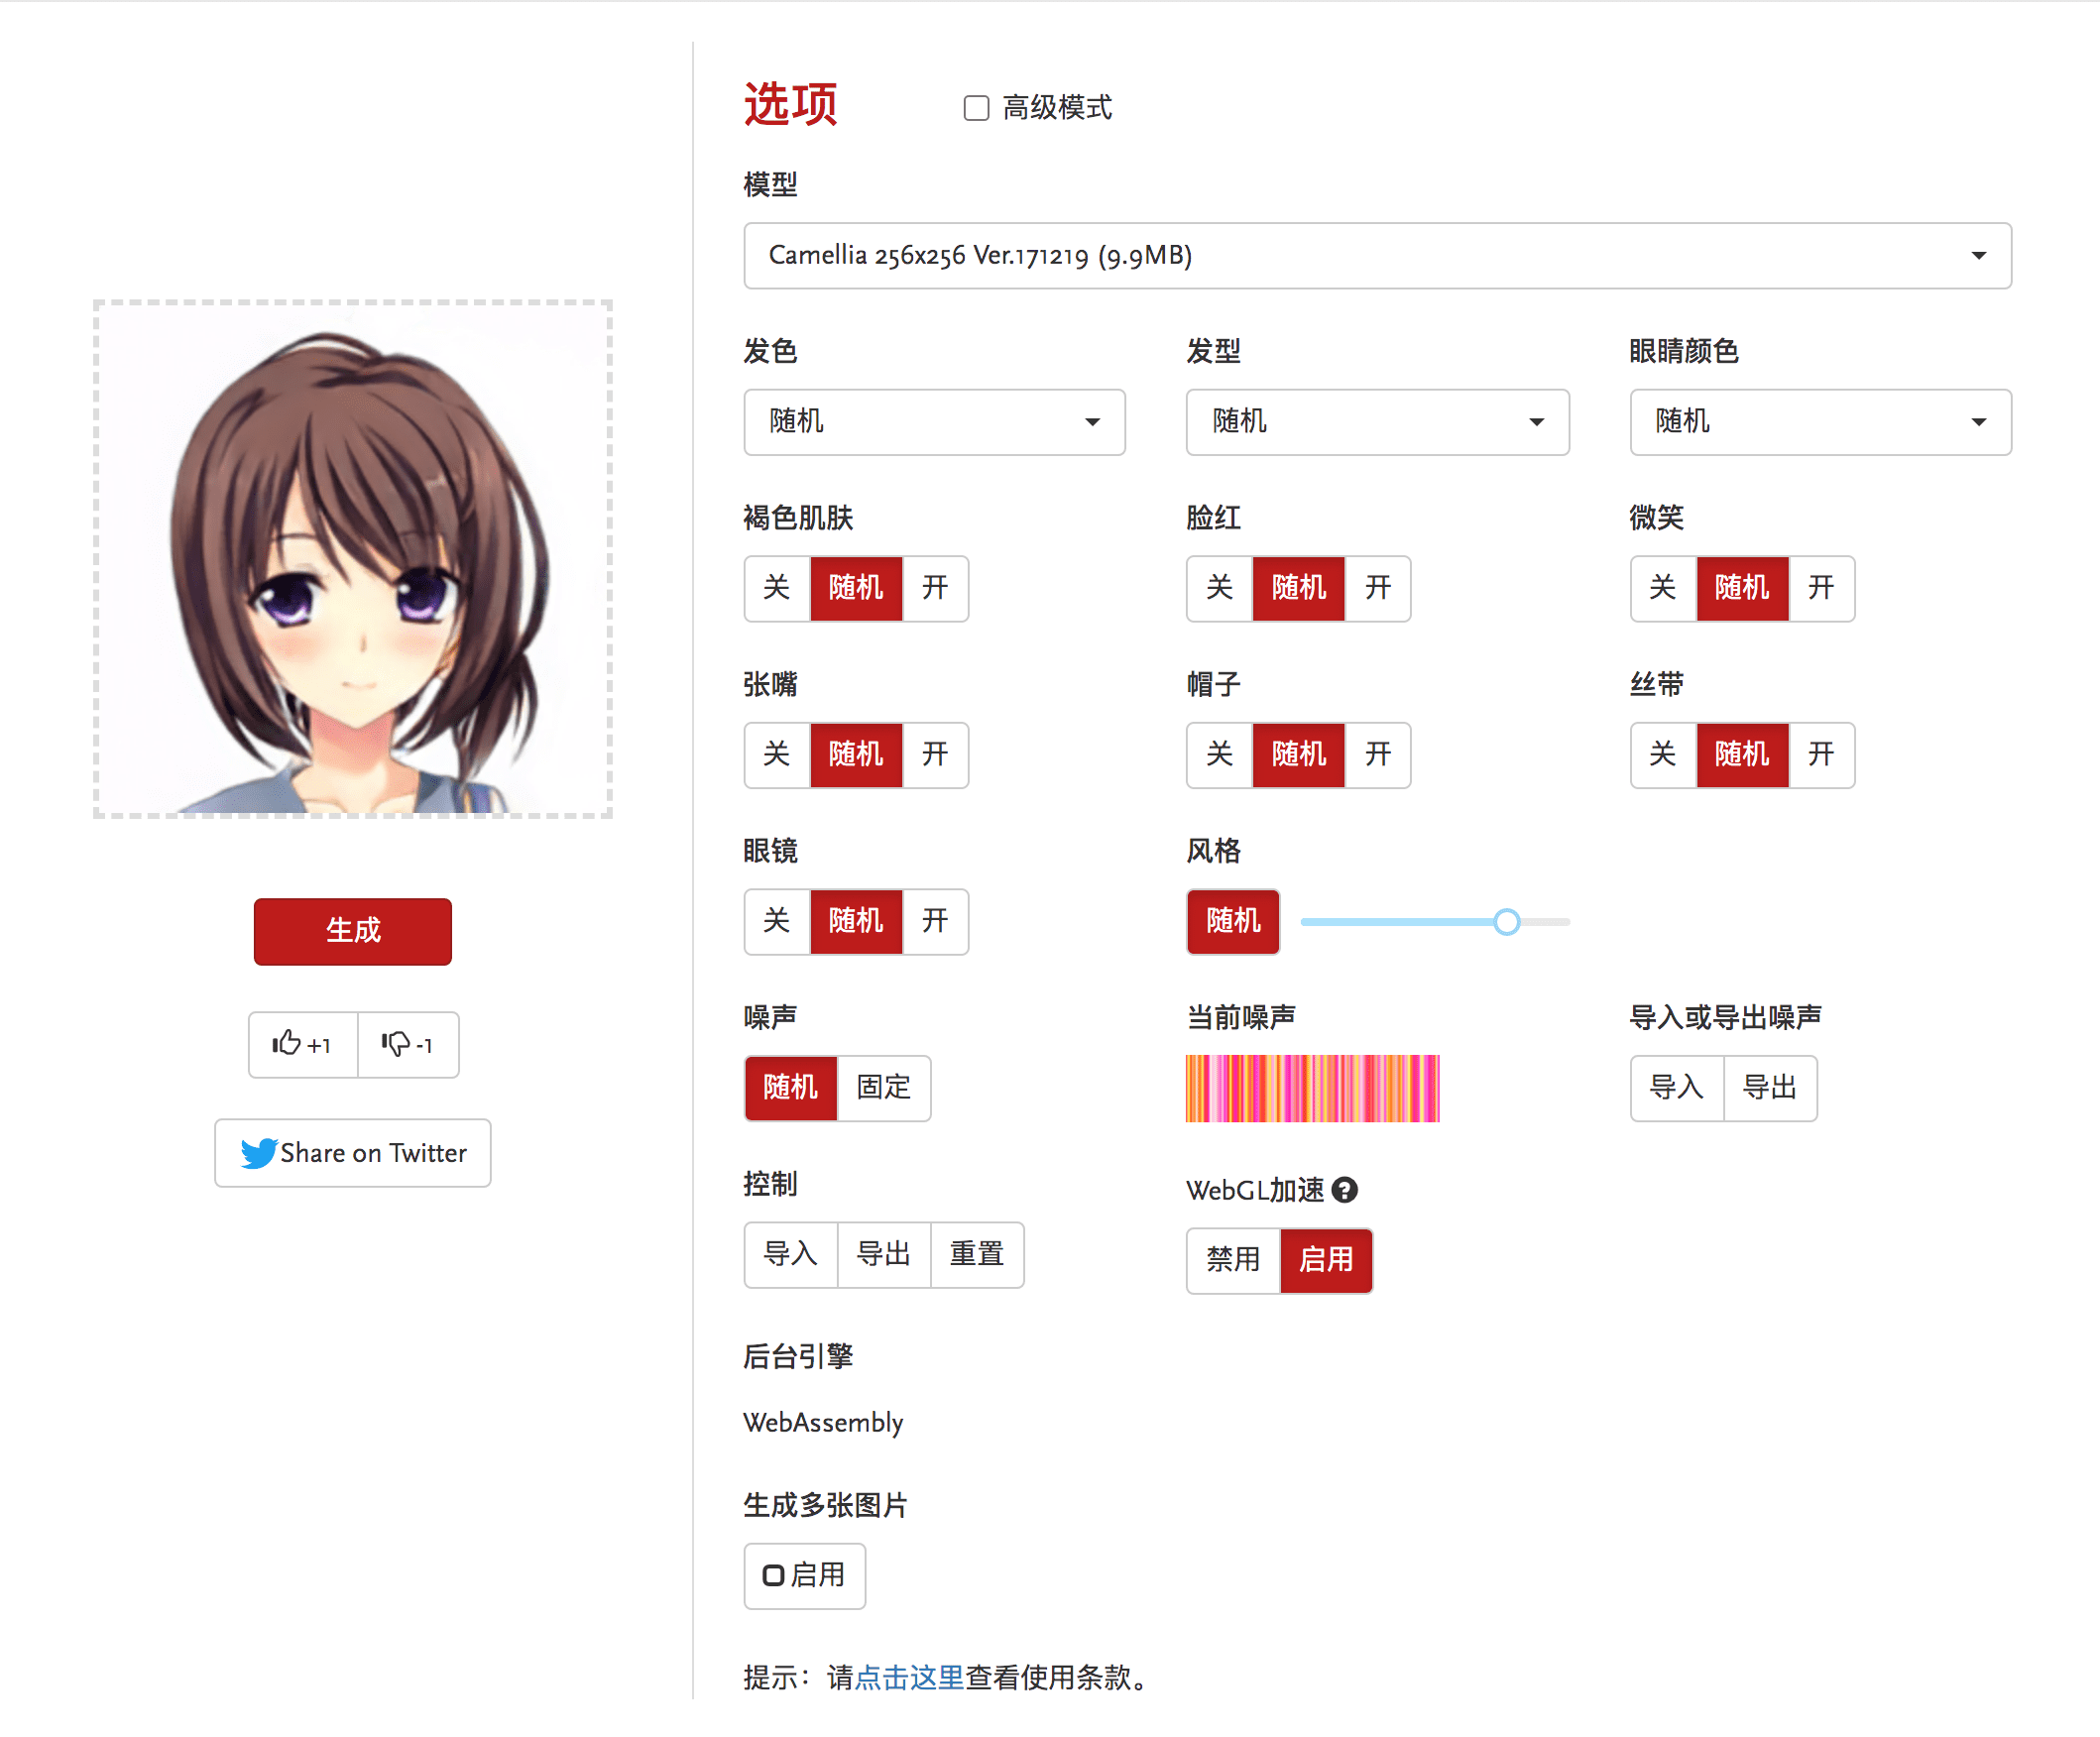 选项
高级模式
模型
Camellia 256x256 Ver.171219 (9.9MB)
发色
发型
眼睛颜色
随机
随机
随机
褐色肌肤
脸红
微笑
关 随机 开
关 随机 开
关 随机 开
张嘴
帽子
丝带
关 随机 开
关 随机 开
关 随机 开
眼镜
风格
关 随机 开
随机
生成
噪声
当前噪声
导入或导出噪声
+1 -1
随机 固定
导入 导出
Share on Twitter
控制
WebGL加速 ?
导入 导出 重置
禁用 启用
后台引擎
WebAssembly
生成多张图片
启用
提示：请点击这里查看使用条款。